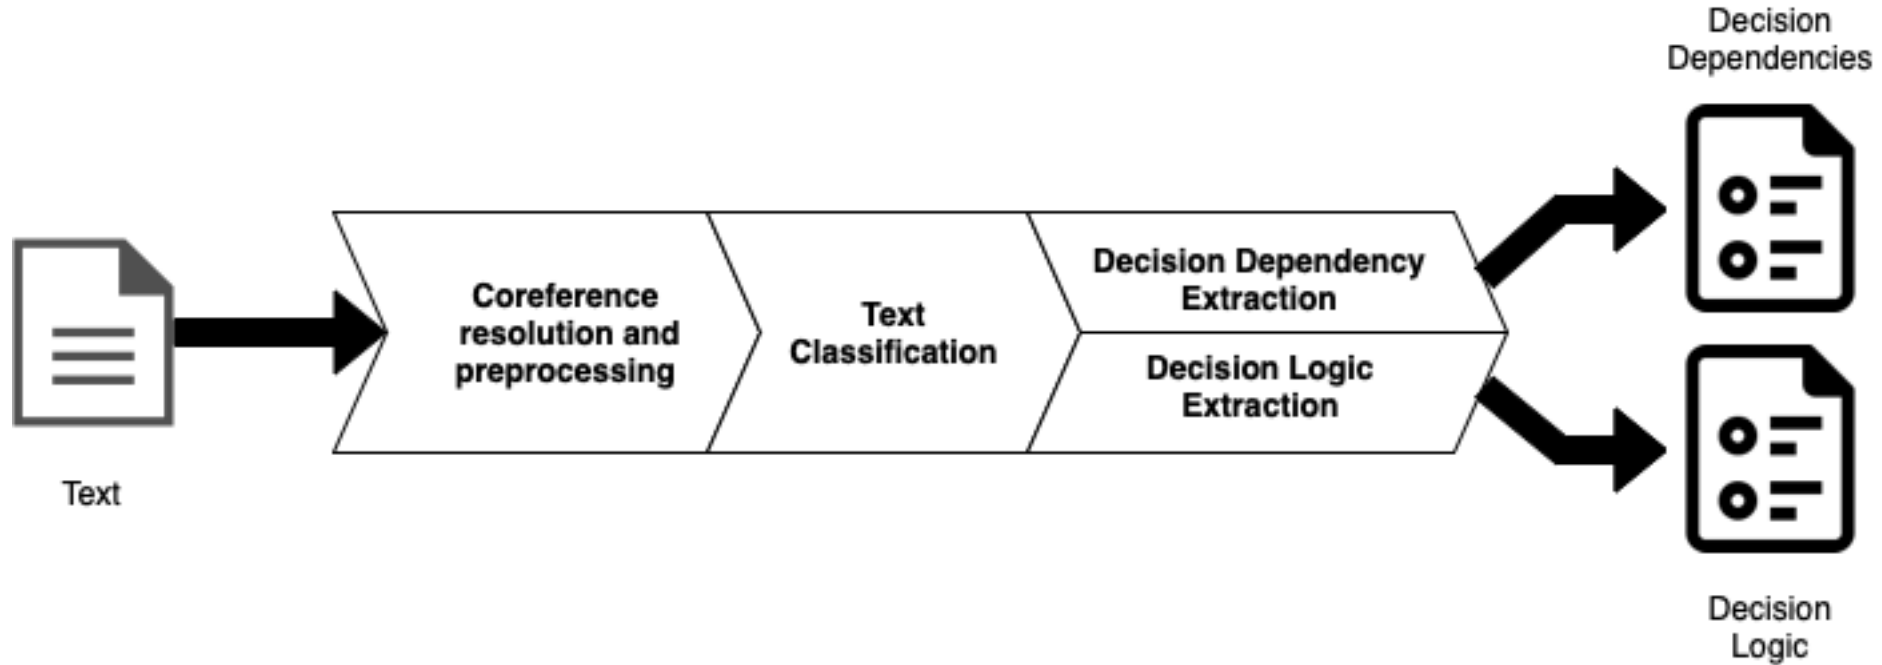 Text
Coreference
resolution and
preprocessing
Text
Classification
Decision Dependency
Extraction
Decision Logic
Extraction
Decision
Dependencies
Decision
Logic